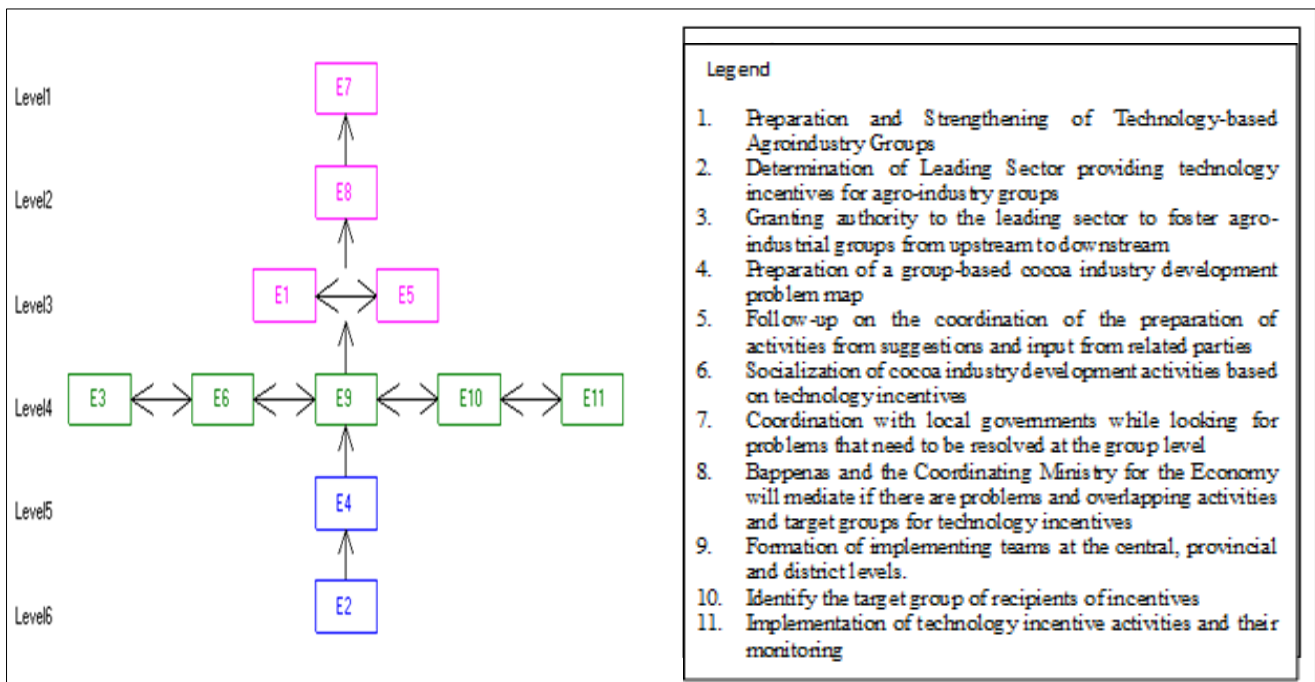 Level1
E7
Level2
E8
Level3
E1
E5
Level4
E3
E6
E9
E10
E11
Level5
E4
Level6
E2
Legend
1. Preparation and Strengthening of Technology-based
Agroindustry Groups
2. Determination of Leading Sector providing technology
incentives for agro-industry groups
3. Granting authority to the leading sector to foster agro-
industrial groups from upstream to downstream
4. Preparation of a group-based cocoa industry development
problem map
5. Follow-up on the coordination of the preparation of
activities from suggestions and input from related parties
6. Socialization of cocoa industry development activities based
on technology incentives
7. Coordination with local governments while looking for
problems that need to be resolved at the group level
8. Bappenas and the Coordinating Ministry for the Economy
will mediate if there are problems and overlapping activities
and target groups for technology incentives
9. Formation of implementing teams at the central, provincial
and district levels.
10. Identify the target group of recipients of incentives
11. Implementation of technology incentive activities and their
monitoring